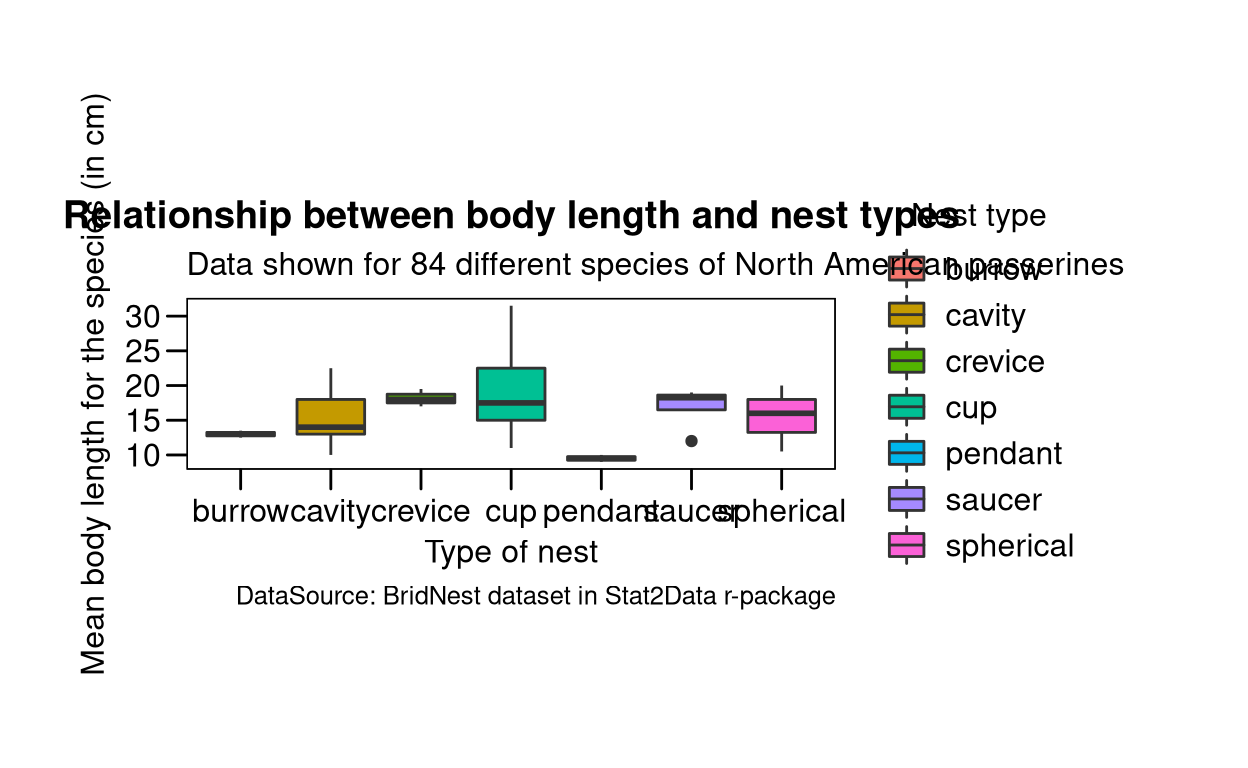 Relationship between body length and nest types
Data shown for 84 different species of North American passerines
Mean body length for the species (in cm)
30
25
20
15
10
burrow cavity crevice cup pendant saucer spherical
Type of nest
DataSource: BridNest dataset in Stat2Data r-package
Nest type
burrow
cavity
crevice
cup
pendant
saucer
spherical